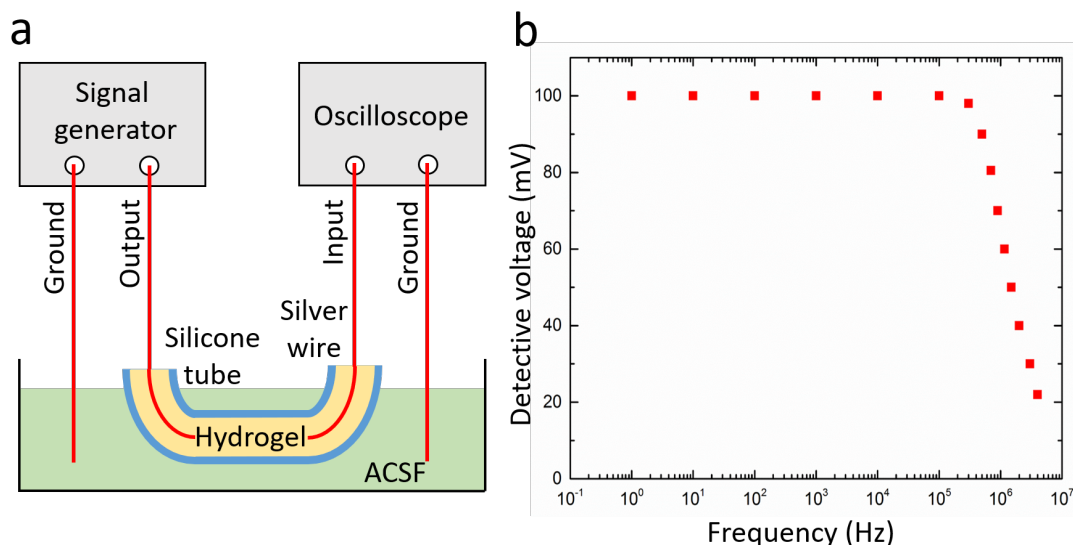 a
Signal
generator
Oscilloscope
Ground
Output
Input
Ground
Silicone
tube
Silver
wire
Hydrogel
ACSF
b
Detective voltage (mV)
100
80
60
40
20
0
10⁻¹ 10⁰ 10¹ 10² 10³ 10⁴ 10⁵ 10⁶ 10⁷
Frequency (Hz)